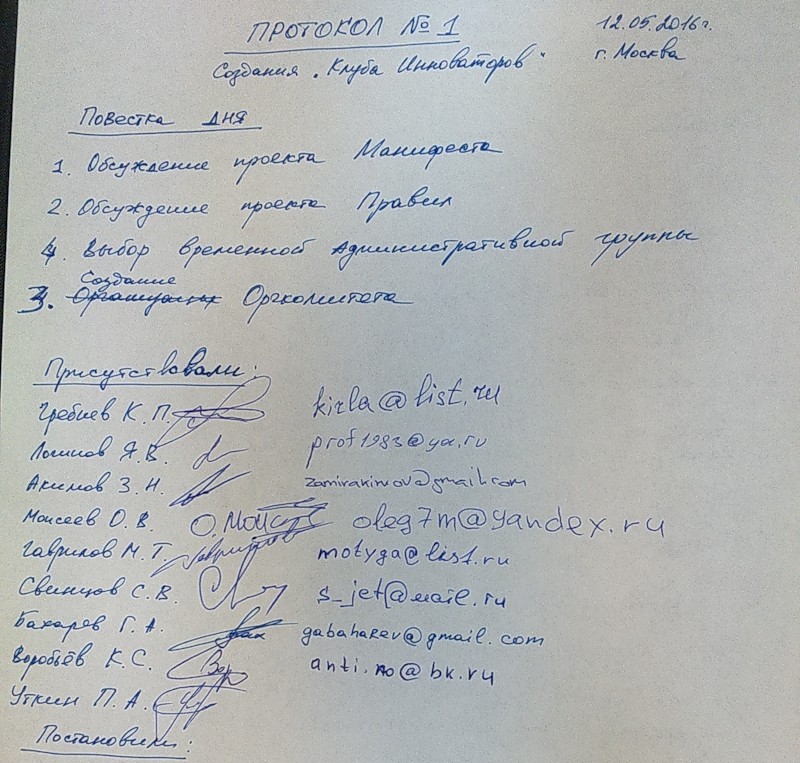 ПРОТОКОЛ № 1 12.05.2016г.
Создания „Клуба Инноваторов" г. Москва
Повестка дня
1. Обсуждение проекта Манифеста
2. Обсуждение проекта Правил
4. Выбор временной Административной группы
Создание
3. Оргкомитета
Присутствовали:
Гребнев К. П. kirla@list.ru
Логинов Я. В. prof1983@ya.ru
Акимов З. Н. zamirakimov@gmail.com
Моисеев О. В. О.Моисе oleg7m@yandex.ru
Гаврилов М. Т. motyga@list.ru
Свинцов С. В. s_jet@mail.ru
Бахарев Г. А. gabaharev@gmail.com
Воробьёв К. С. anti.no@bk.ru
Уткин П. А.
Постановили: